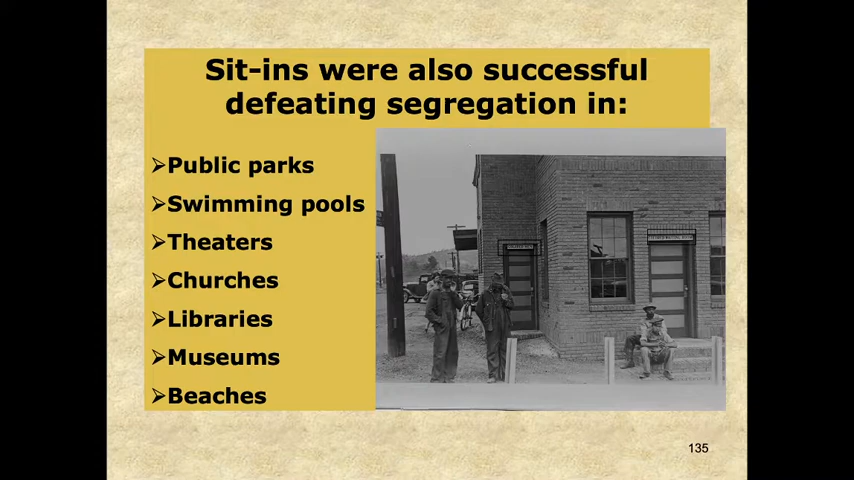 Sit-ins were also successful
defeating segregation in:
➢Public parks
➢Swimming pools
➢Theaters
➢Churches
➢Libraries
➢Museums
➢Beaches
135